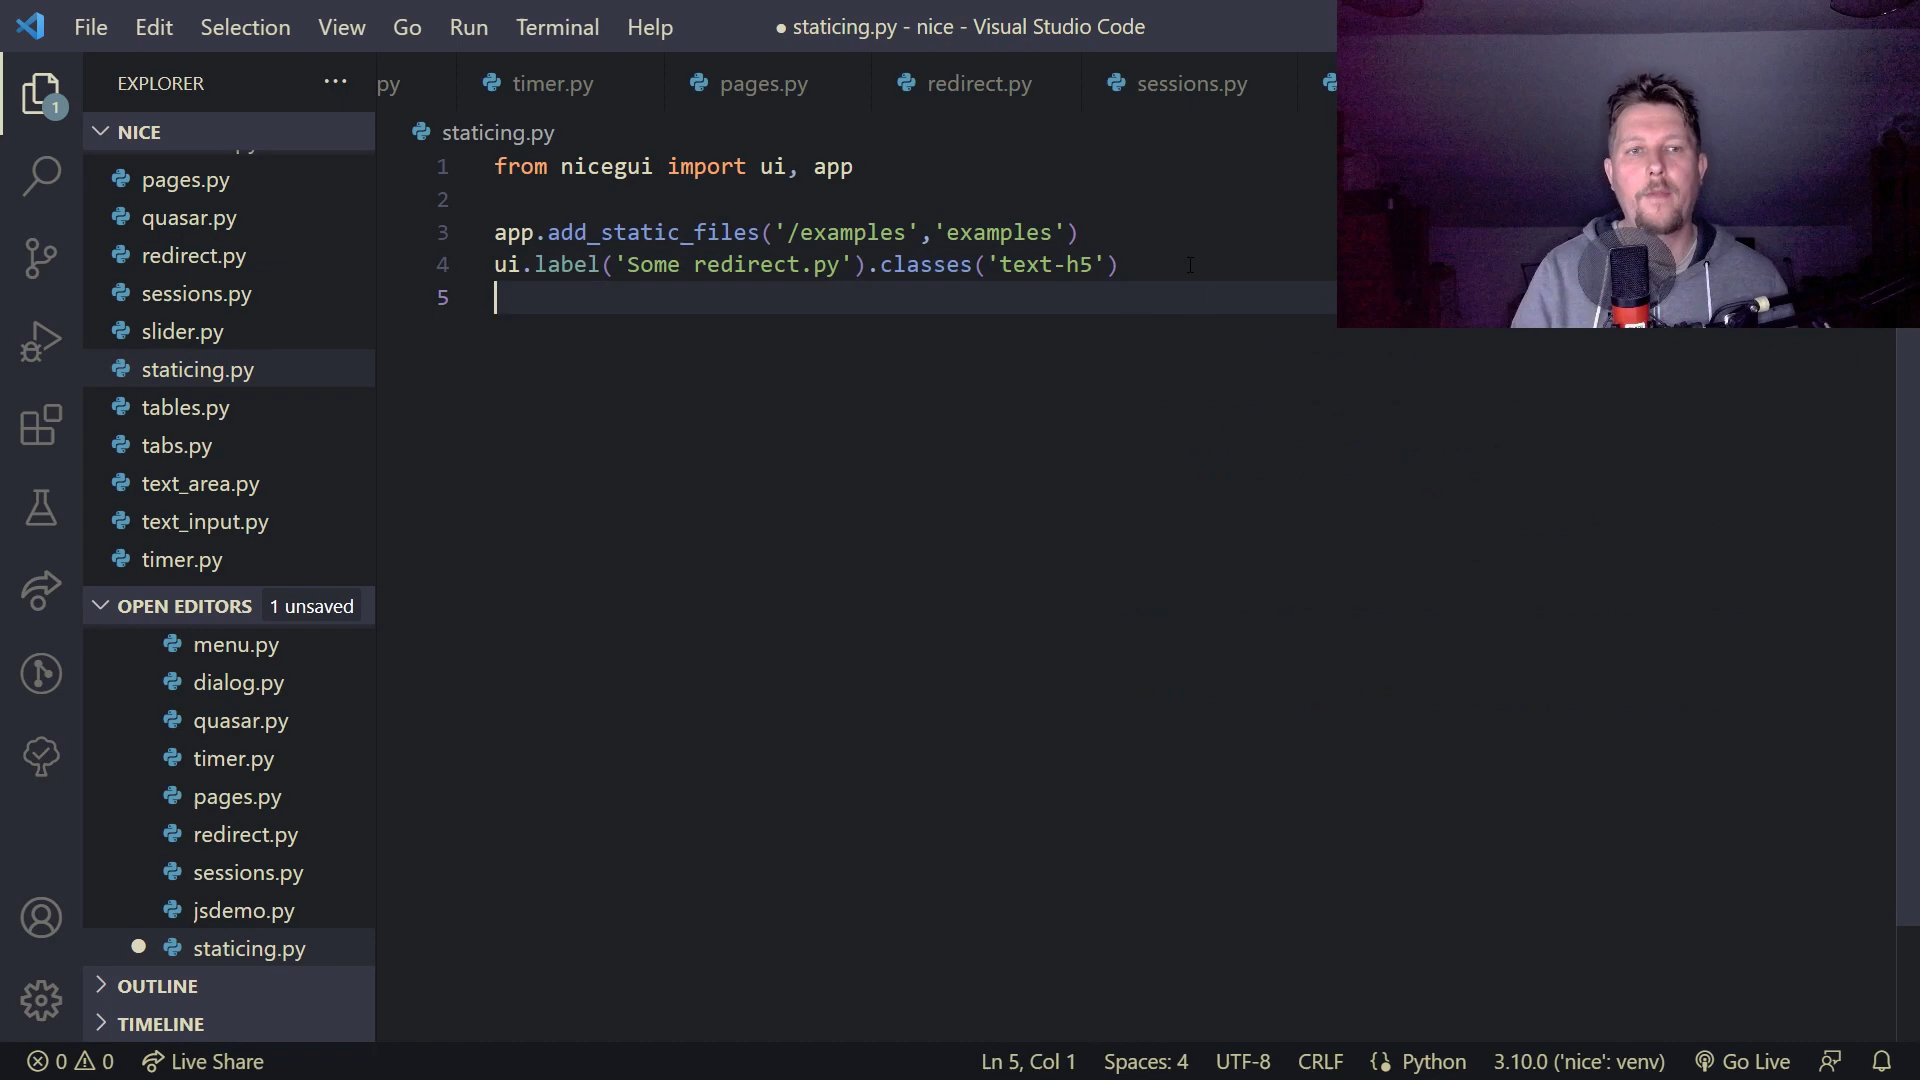 File Edit Selection View Go Run Terminal Help
● staticing.py - nice - Visual Studio Code
EXPLORER ···
py timer.py pages.py redirect.py sessions.py
1
NICE
pages.py
quasar.py
redirect.py
sessions.py
slider.py
staticing.py
tables.py
tabs.py
text_area.py
text_input.py
timer.py
OPEN EDITORS 1 unsaved
menu.py
dialog.py
quasar.py
timer.py
pages.py
redirect.py
sessions.py
jsdemo.py
staticing.py
OUTLINE
TIMELINE
staticing.py
1 from nicegui import ui, app
2
3 app.add_static_files('/examples','examples')
4 ui.label('Some redirect.py').classes('text-h5')
5
0 0 Live Share
Ln 5, Col 1 Spaces: 4 UTF-8 CRLF Python 3.10.0 ('nice': venv) Go Live